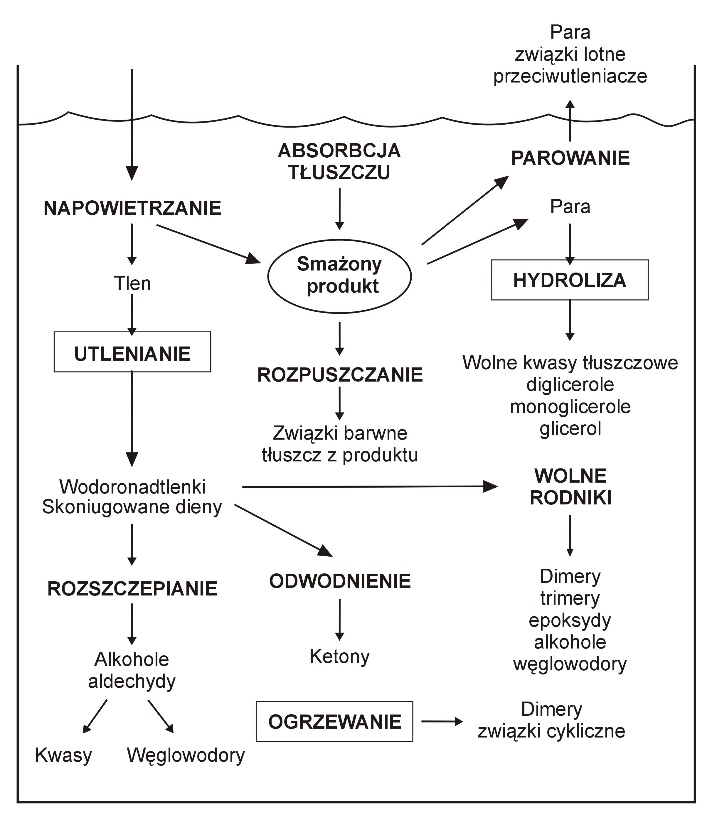 Para
związki lotne
przeciwutleniacze
ABSORBCJA
TŁUSZCZU
PAROWANIE
NAPOWIETRZANIE
Para
Smażony
produkt
Tlen
HYDROLIZA
UTLENIANIE
ROZPUSZCZANIE
Wolne kwasy tłuszczowe
diglicerole
monoglicerole
glicerol
Związki barwne
tłuszcz z produktu
Wodoronadtlenki
Skoniugowane dieny
WOLNE
RODNIKI
ROZSZCZEPIANIE
ODWODNIENIE
Dimery
trimery
epoksydy
alkohole
węglowodory
Alkohole
aldechydy
Ketony
Kwasy
Węglowodory
OGRZEWANIE
Dimery
związki cykliczne